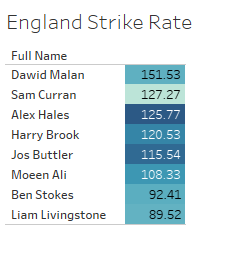 England Strike Rate
Full Name
Dawid Malan 151.53
Sam Curran 127.27
Alex Hales 125.77
Harry Brook 120.53
Jos Buttler 115.54
Moeen Ali 108.33
Ben Stokes 92.41
Liam Livingstone 89.52